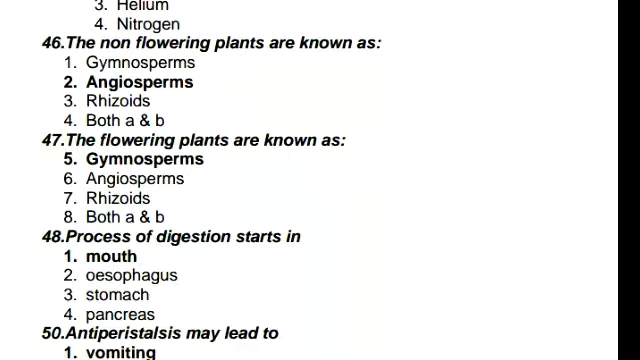 3. Helium
4. Nitrogen
46.The non flowering plants are known as:
1. Gymnosperms
2. Angiosperms
3. Rhizoids
4. Both a & b
47.The flowering plants are known as:
5. Gymnosperms
6. Angiosperms
7. Rhizoids
8. Both a & b
48.Process of digestion starts in
1. mouth
2. oesophagus
3. stomach
4. pancreas
50.Antiperistalsis may lead to
1. vomiting